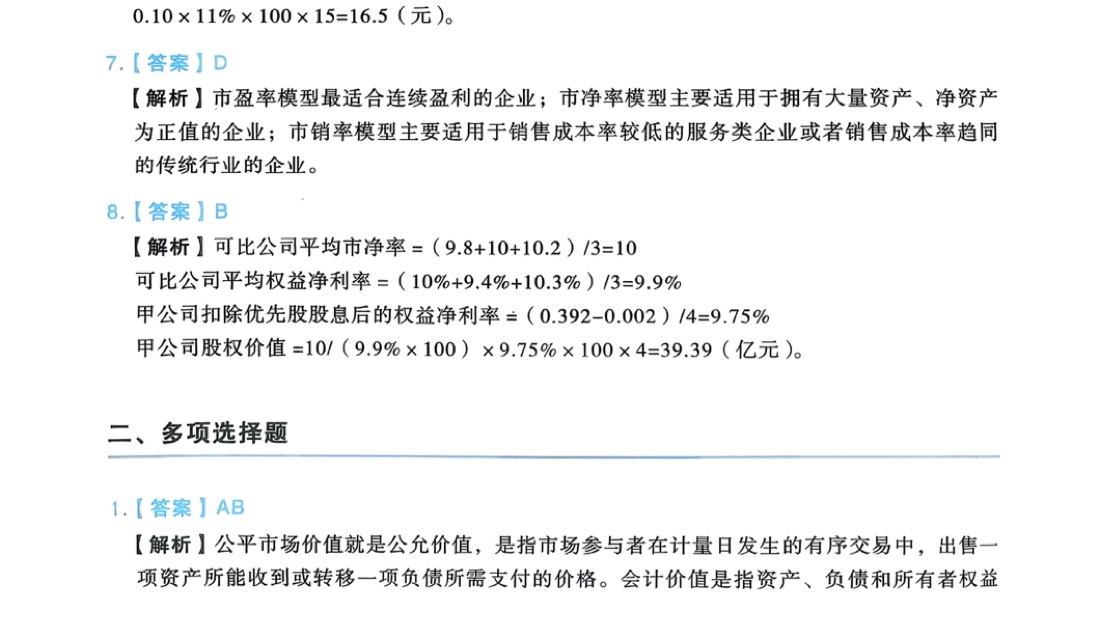 0.10×11%×100×15=16.5（元）。
7.【答案】D
【解析】市盈率模型最适合连续盈利的企业；市净率模型主要适用于拥有大量资产、净资产
为正值的企业；市销率模型主要适用于销售成本率较低的服务类企业或者销售成本率趋同
的传统行业的企业。
8.【答案】B
【解析】可比公司平均市净率=（9.8+10+10.2）/3=10
可比公司平均权益净利率=（10%+9.4%+10.3%）/3=9.9%
甲公司扣除优先股股息后的权益净利率=（0.392-0.002）/4=9.75%
甲公司股权价值=10/（9.9%×100）×9.75%×100×4=39.39（亿元）。
二、多项选择题
1.【答案】AB
【解析】公平市场价值就是公允价值，是指市场参与者在计量日发生的有序交易中，出售一
项资产所能收到或转移一项负债所需支付的价格。会计价值是指资产、负债和所有者权益